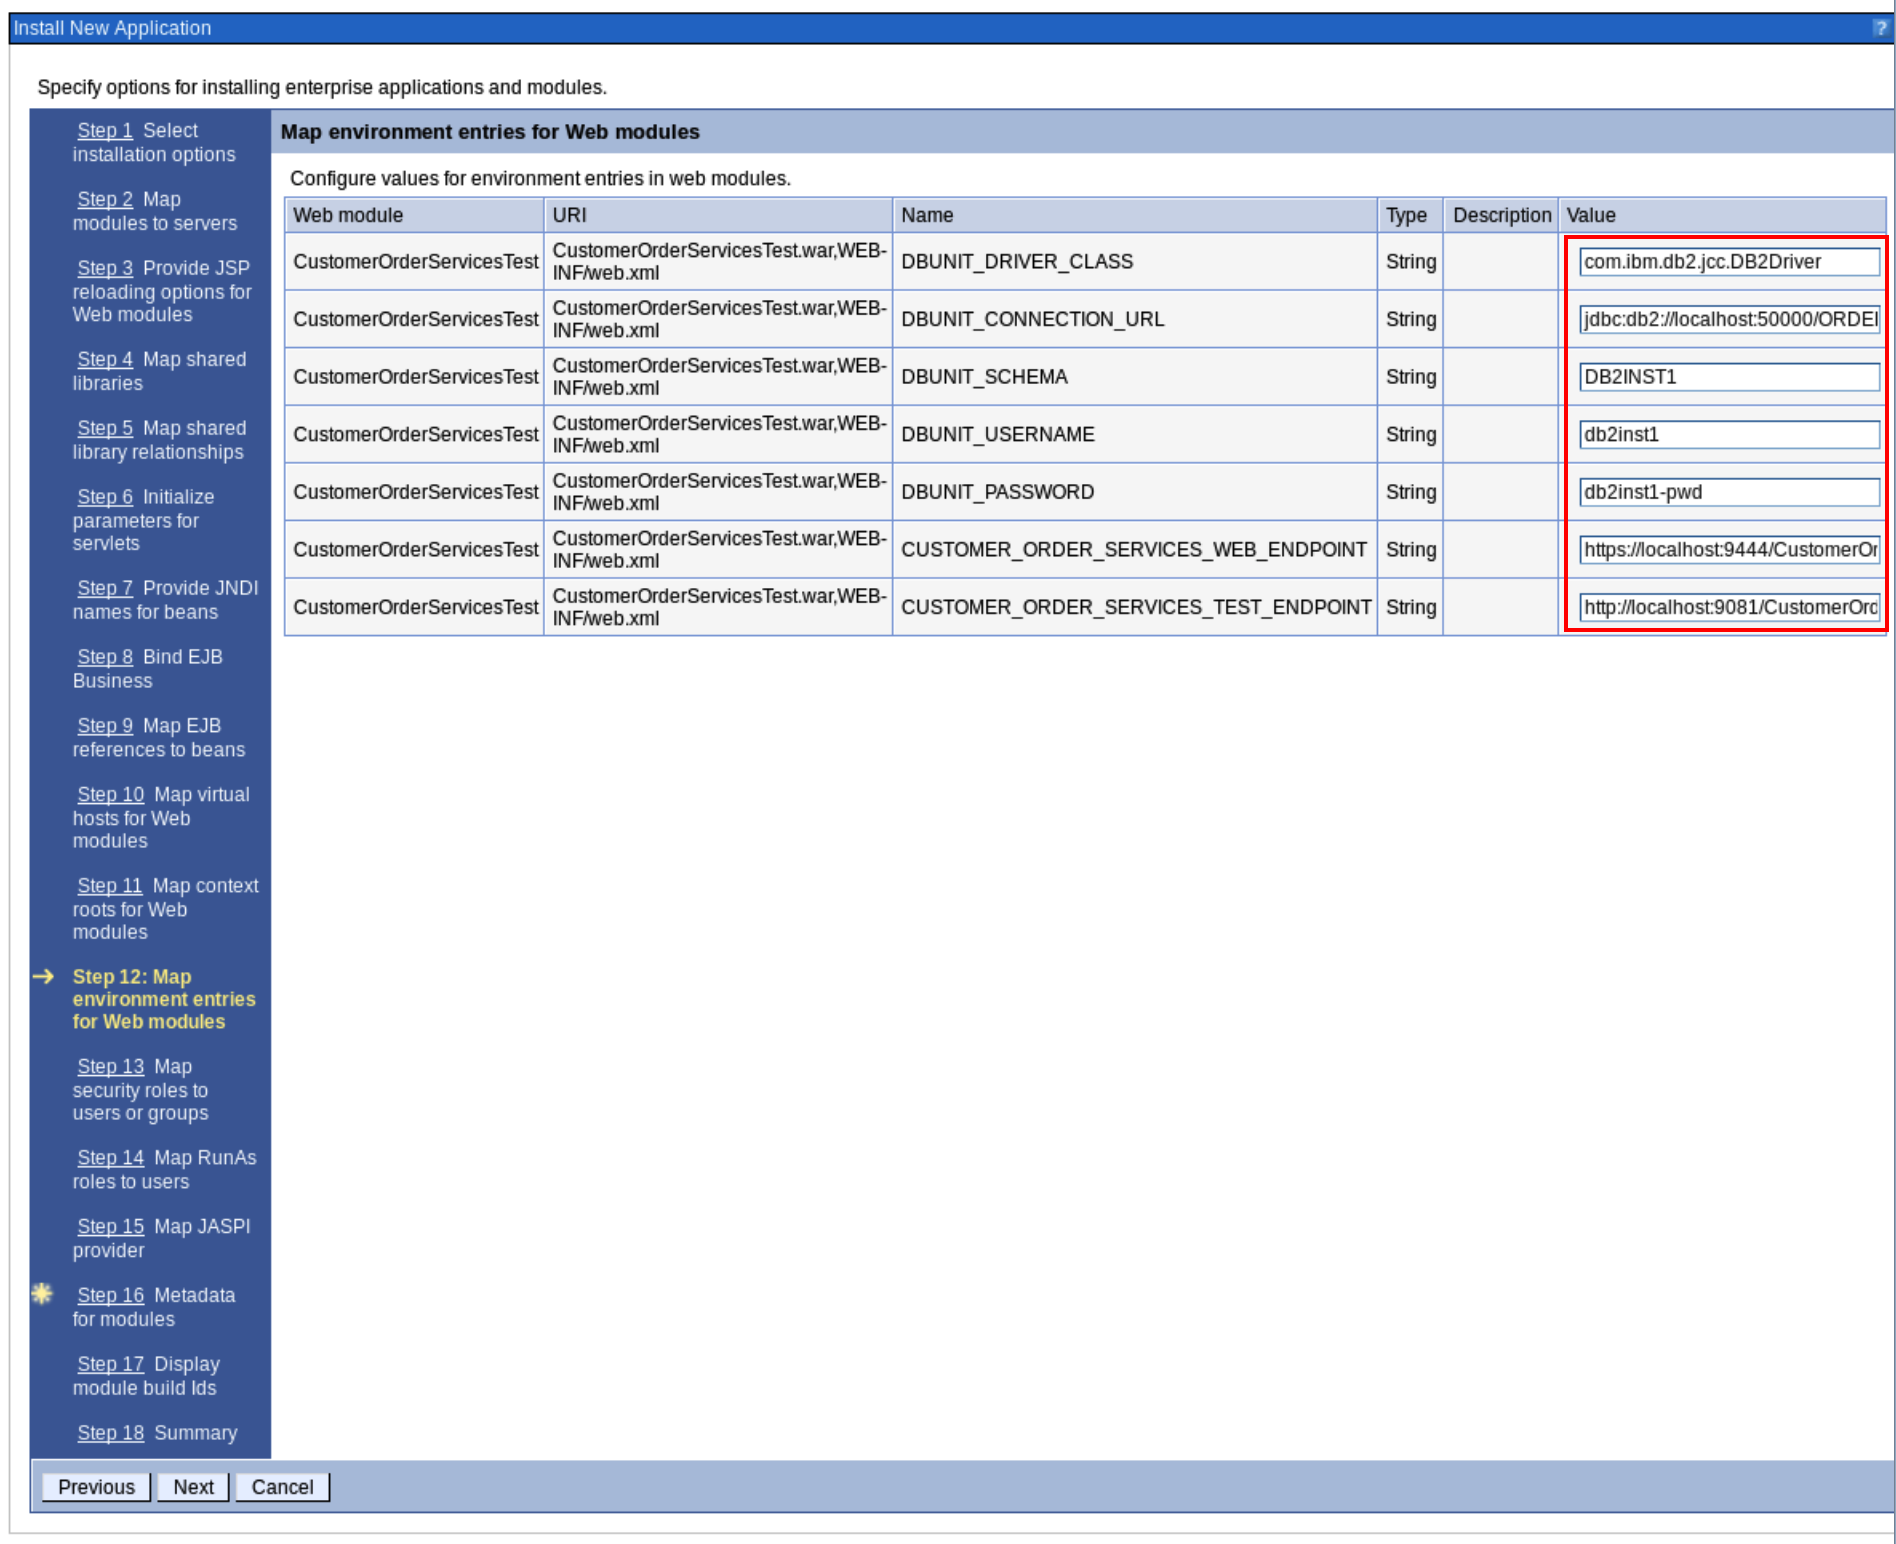 Install New Application
?
Specify options for installing enterprise applications and modules.
Step 1 Select
installation options
Step 2 Map
modules to servers
Step 3 Provide JSP
reloading options for
Web modules
Step 4 Map shared
libraries
Step 5 Map shared
library relationships
Step 6 Initialize
parameters for
servlets
Step 7 Provide JNDI
names for beans
Step 8 Bind EJB
Business
Step 9 Map EJB
references to beans
Step 10 Map virtual
hosts for Web
modules
Step 11 Map context
roots for Web
modules
Step 12: Map
environment entries
for Web modules
Step 13 Map
security roles to
users or groups
Step 14 Map RunAs
roles to users
Step 15 Map JASPI
provider
Step 16 Metadata
for modules
Step 17 Display
module build Ids
Step 18 Summary
Map environment entries for Web modules
Configure values for environment entries in web modules.
Web module URI Name Type Description Value
CustomerOrderServicesTest CustomerOrderServicesTest.war,WEB-
INF/web.xml DBUNIT_DRIVER_CLASS String com.ibm.db2.jcc.DB2Driver
CustomerOrderServicesTest CustomerOrderServicesTest.war,WEB-
INF/web.xml DBUNIT_CONNECTION_URL String jdbc:db2://localhost:50000/ORDE
CustomerOrderServicesTest CustomerOrderServicesTest.war,WEB-
INF/web.xml DBUNIT_SCHEMA String DB2INST1
CustomerOrderServicesTest CustomerOrderServicesTest.war,WEB-
INF/web.xml DBUNIT_USERNAME String db2inst1
CustomerOrderServicesTest CustomerOrderServicesTest.war,WEB-
INF/web.xml DBUNIT_PASSWORD String db2inst1-pwd
CustomerOrderServicesTest CustomerOrderServicesTest.war,WEB-
INF/web.xml CUSTOMER_ORDER_SERVICES_WEB_ENDPOINT String https://localhost:9444/CustomerOr
CustomerOrderServicesTest CustomerOrderServicesTest.war,WEB-
INF/web.xml CUSTOMER_ORDER_SERVICES_TEST_ENDPOINT String http://localhost:9081/CustomerOrd
Previous Next Cancel